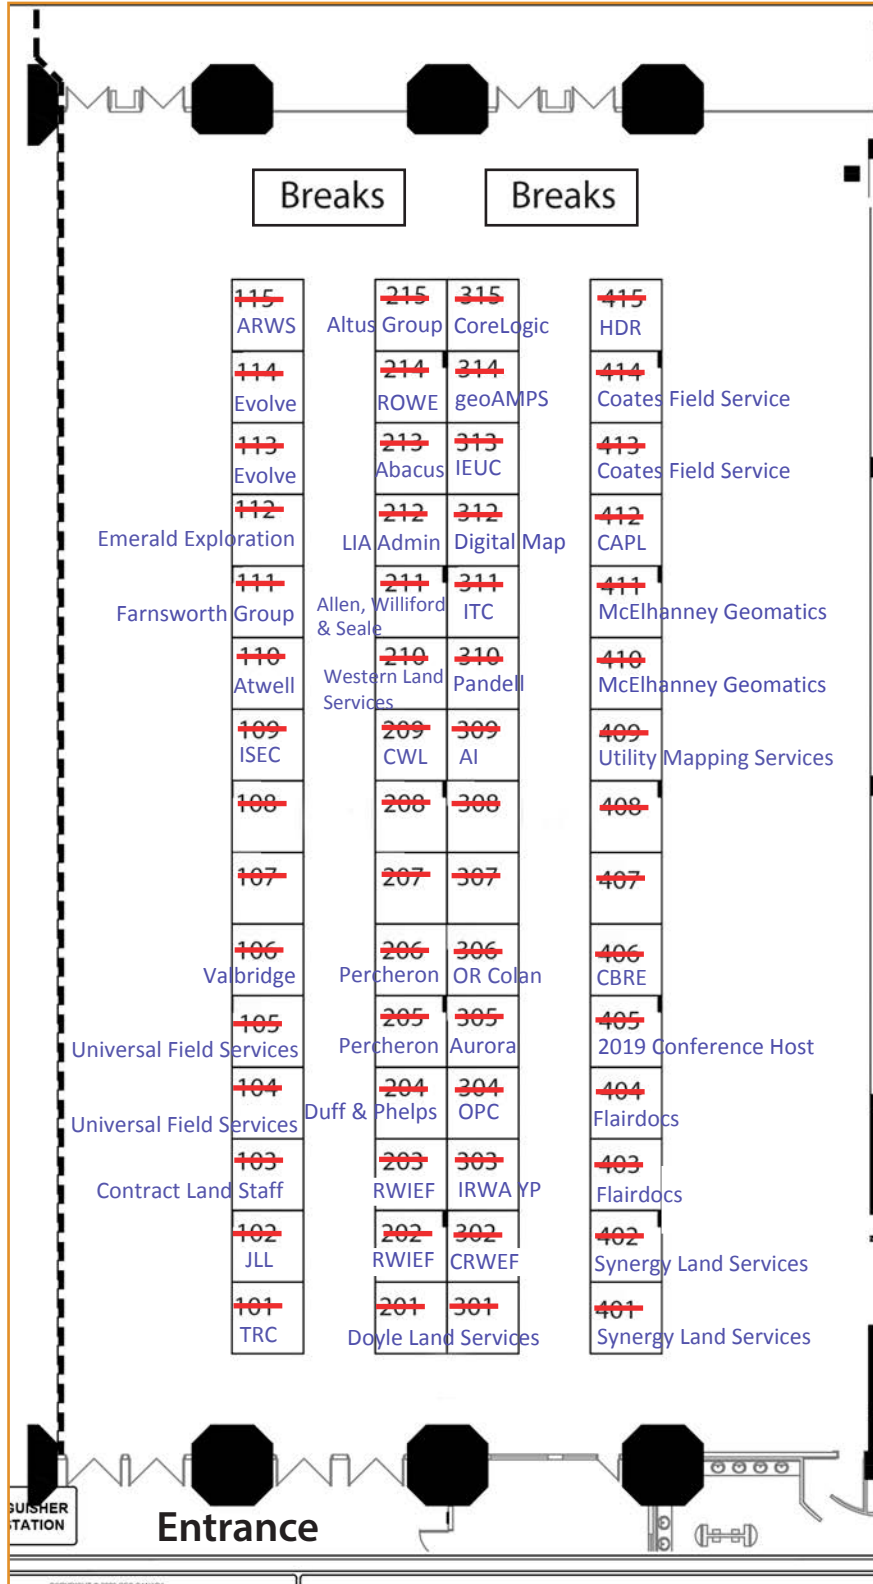 Breaks Breaks
115 215 315 415
ARWS Altus Group CoreLogic HDR
114 214 314 414
Evolve ROWE geoAMPS Coates Field Service
113 213 313 413
Evolve Abacus IEUC Coates Field Service
112 212 312 412
Emerald Exploration LIA Admin Digital Map CAPL
111 211 311 411
Farnsworth Group Allen, Williford ITC McElhanney Geomatics
& Seale
110 210 310 410
Atwell Western Land Pandell McElhanney Geomatics
Services
109 209 309 409
ISEC CWL AI Utility Mapping Services
108 208 308 408
107 207 307 407
106 206 306 406
Valbridge Percheron OR Colan CBRE
105 205 305 405
Universal Field Services Percheron Aurora 2019 Conference Host
104 204 304 404
Universal Field Services Duff & Phelps OPC Flairdocs
103 203 303 403
Contract Land Staff RWIEF IRWA YP Flairdocs
102 202 302 402
JLL RWIEF CRWEF Synergy Land Services
101 201 301 401
TRC Doyle Land Services Synergy Land Services
GUISHER
TATION
Entrance